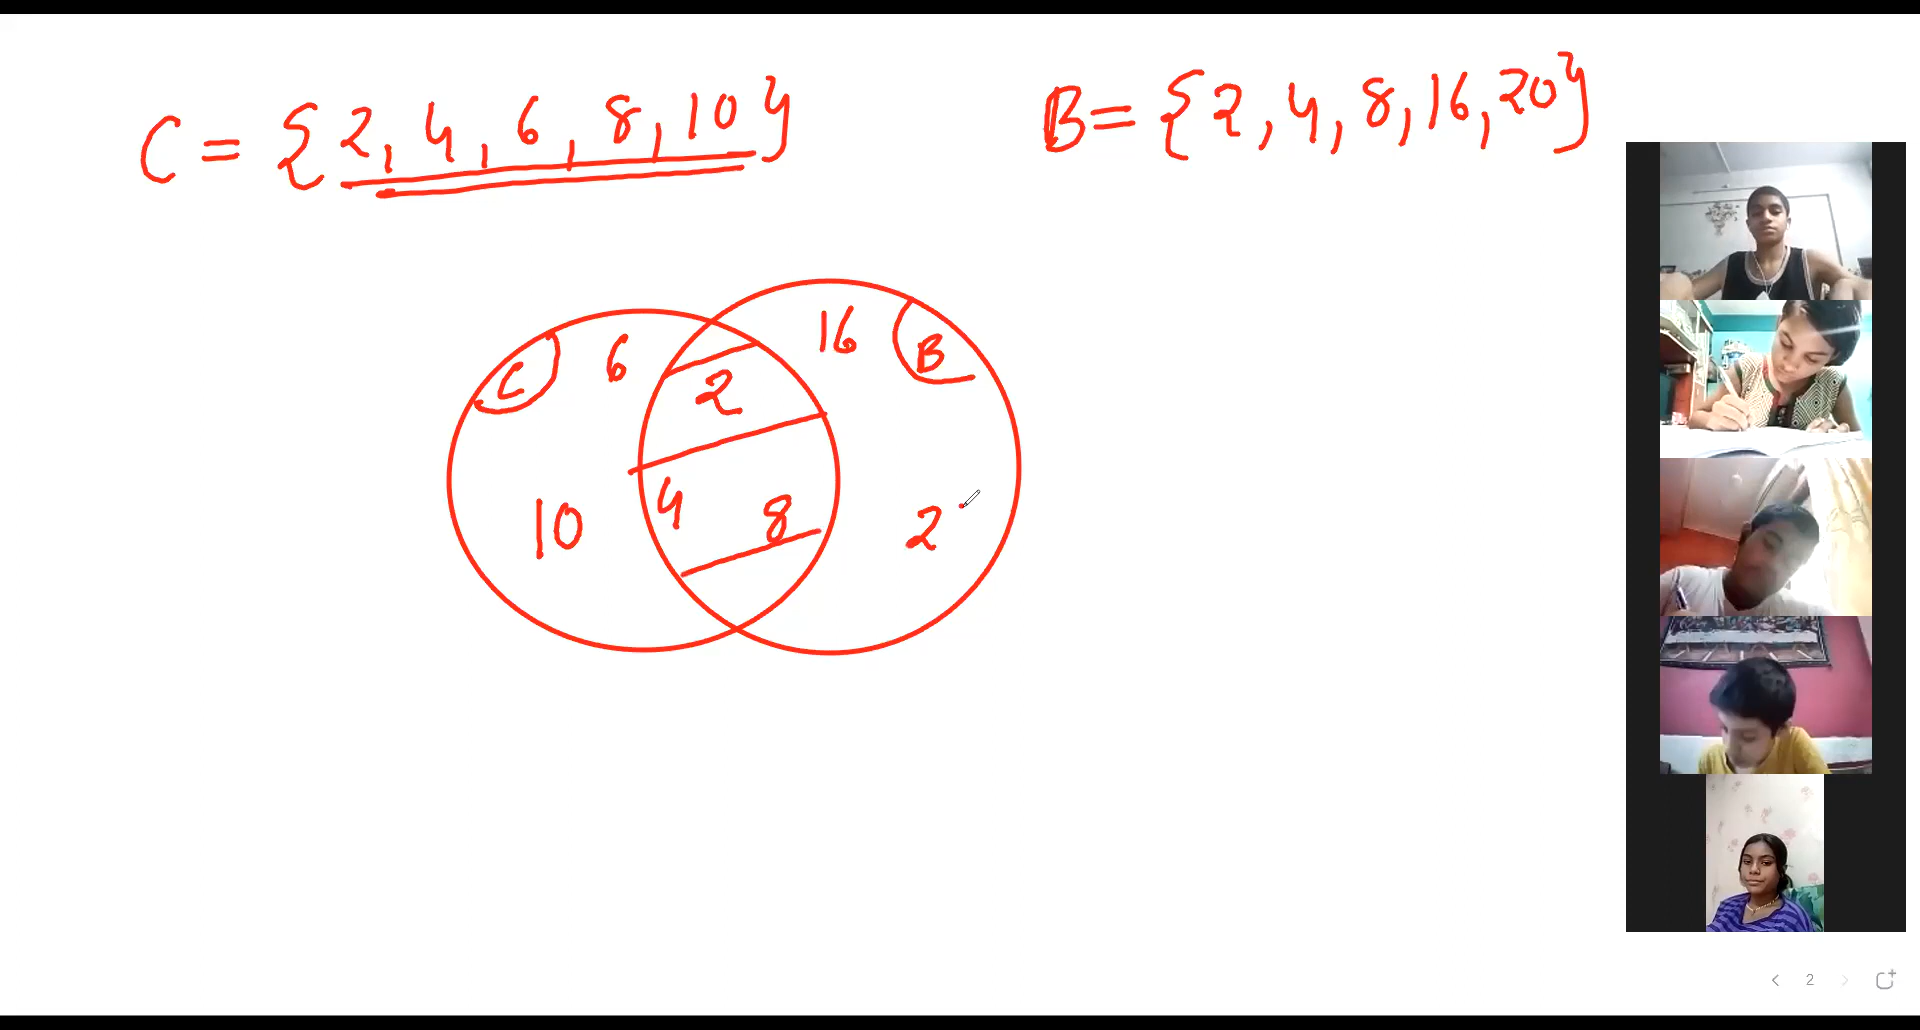 C = {2, 4, 6, 8, 10}
B = {2, 4, 8, 16, 20}
C 6 2 16 B
10 4 8 2
2